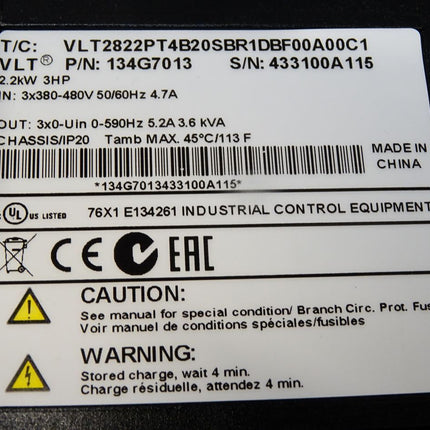 T/C: VLT2822PT4B20SBR1DBF00A00C1
VLT® P/N: 134G7013 S/N: 433100A115
2.2kW 3HP
IN: 3x380-480V 50/60Hz 4.7A
OUT: 3x0-Uin 0-590Hz 5.2A 3.6 kVA
CHASSIS/IP20 Tamb MAX. 45°C/113 F
MADE IN
CHINA
*134G7013433100A115*
c UL US LISTED 76X1 E134261 INDUSTRIAL CONTROL EQUIPMENT
CE EAC
CAUTION:
See manual for special condition/ Branch Circ. Prot. Fus
Voir manuel de conditions spéciales/fusibles
WARNING:
Stored charge, wait 4 min.
Charge résiduelle, attendez 4 min.